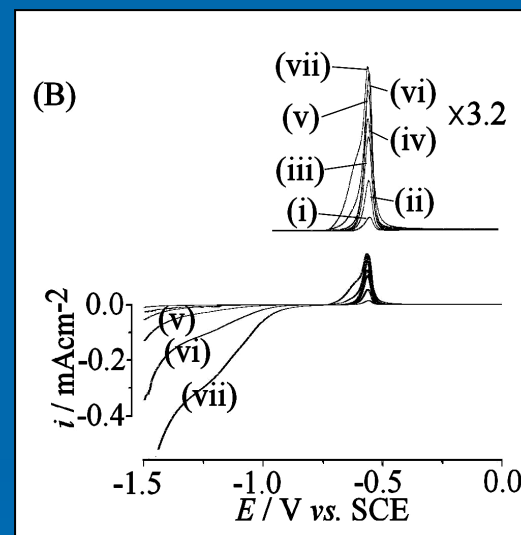 (B)
(vii)
(vi)
(v)
×3.2
(iv)
(iii)
(ii)
(i)
i / mAcm-2
0.0
-0.2
-0.4
(v)
(vi)
(vii)
-1.5 -1.0 -0.5 0.0
E / V vs. SCE